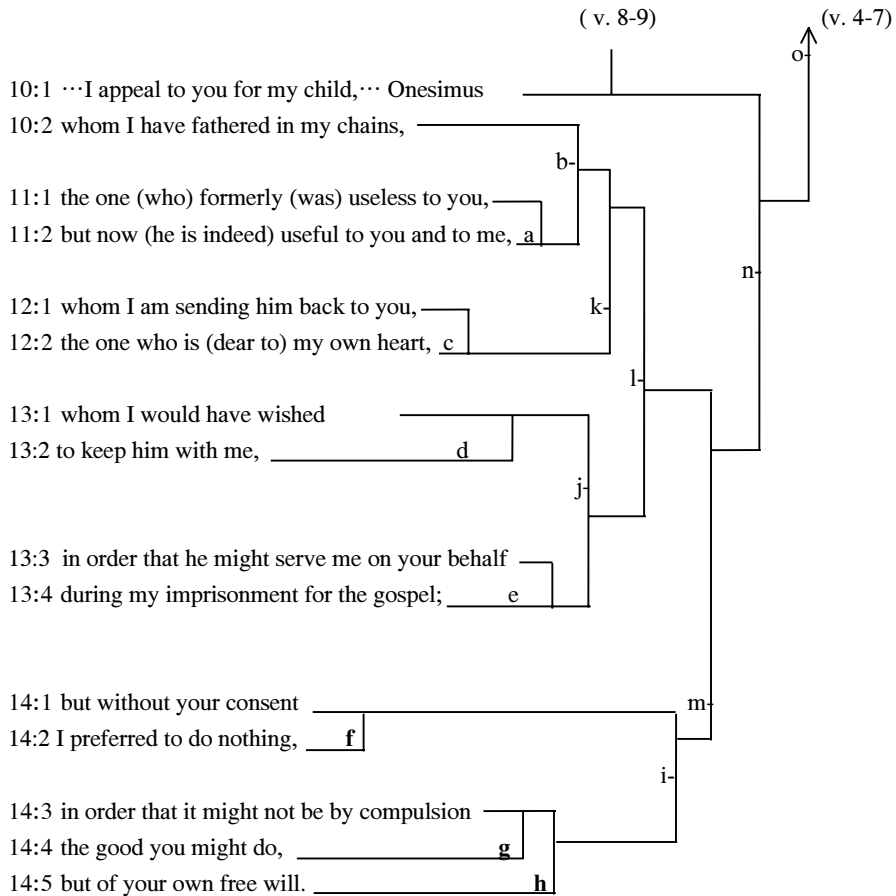 ( v. 8-9) (v. 4-7)
o-
10:1 ···I appeal to you for my child,··· Onesimus
10:2 whom I have fathered in my chains,
b-
11:1 the one (who) formerly (was) useless to you,
11:2 but now (he is indeed) useful to you and to me, a
n-
12:1 whom I am sending him back to you,
k-
12:2 the one who is (dear to) my own heart, c
l-
13:1 whom I would have wished
13:2 to keep him with me, d
j-
13:3 in order that he might serve me on your behalf
13:4 during my imprisonment for the gospel; e
14:1 but without your consent
m-
14:2 I preferred to do nothing, f
i-
14:3 in order that it might not be by compulsion
14:4 the good you might do, g
14:5 but of your own free will. h